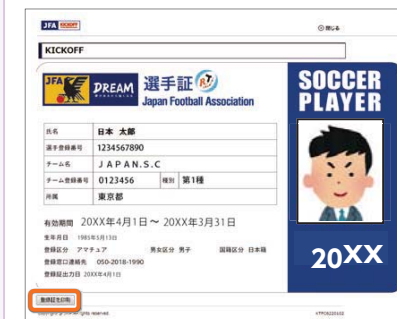 JFA KICKOFF
閉じる
KICKOFF
JFA DREAM 選手証
Japan Football Association
SOCCER
PLAYER
氏名 日本 太郎
選手登録番号 1234567890
チーム名 JAPAN.S.C
チーム登録番号 0123456 種別 第1種
所属 東京都
有効期間 20XX年4月1日～20XX年3月31日
生年月日 1985年5月13日
登録区分 アマチュア 男女区分 男子 国籍区分 日本籍
登録窓口連絡先 050-2018-1990
登録証出力日 20XX年4月1日
20XX
登録証を印刷
rights reserved.